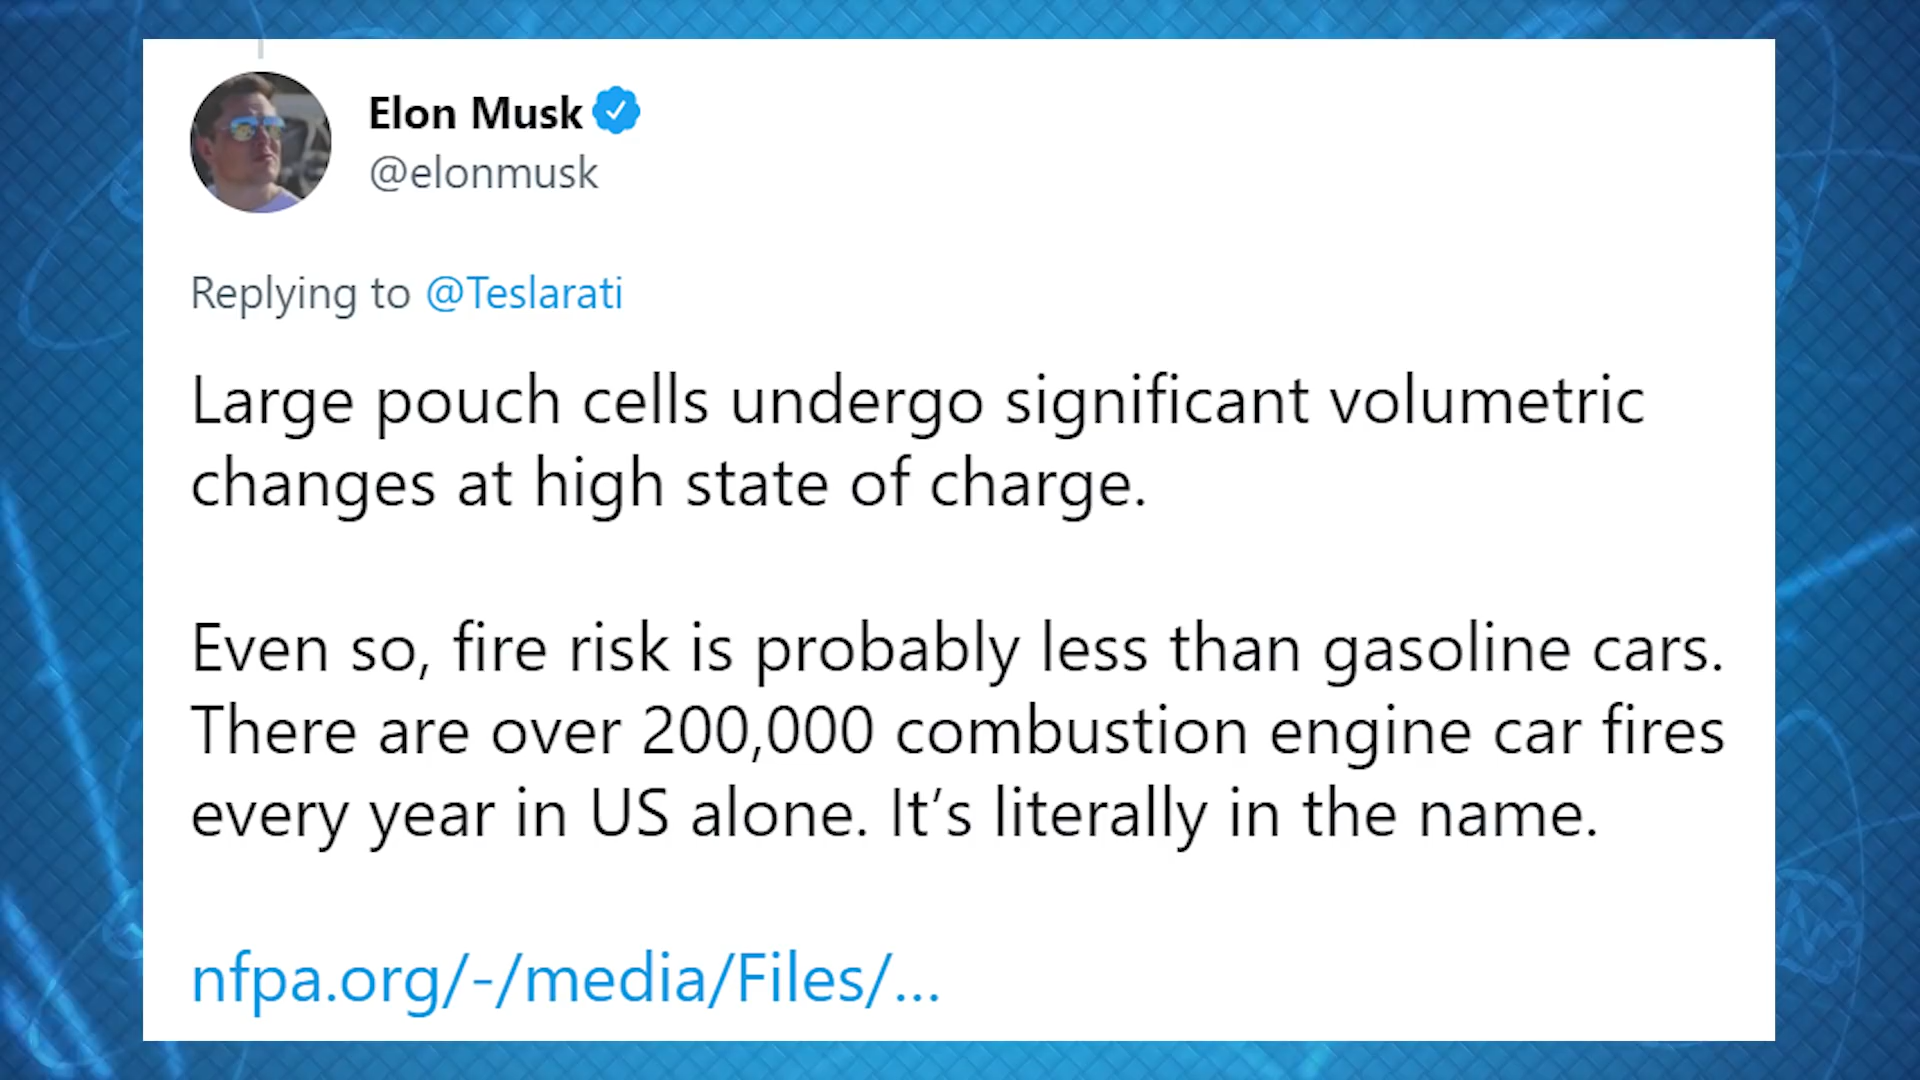 Elon Musk
@elonmusk
Replying to @Teslarati
Large pouch cells undergo significant volumetric
changes at high state of charge.
Even so, fire risk is probably less than gasoline cars.
There are over 200,000 combustion engine car fires
every year in US alone. It’s literally in the name.
nfpa.org/-/media/Files/...